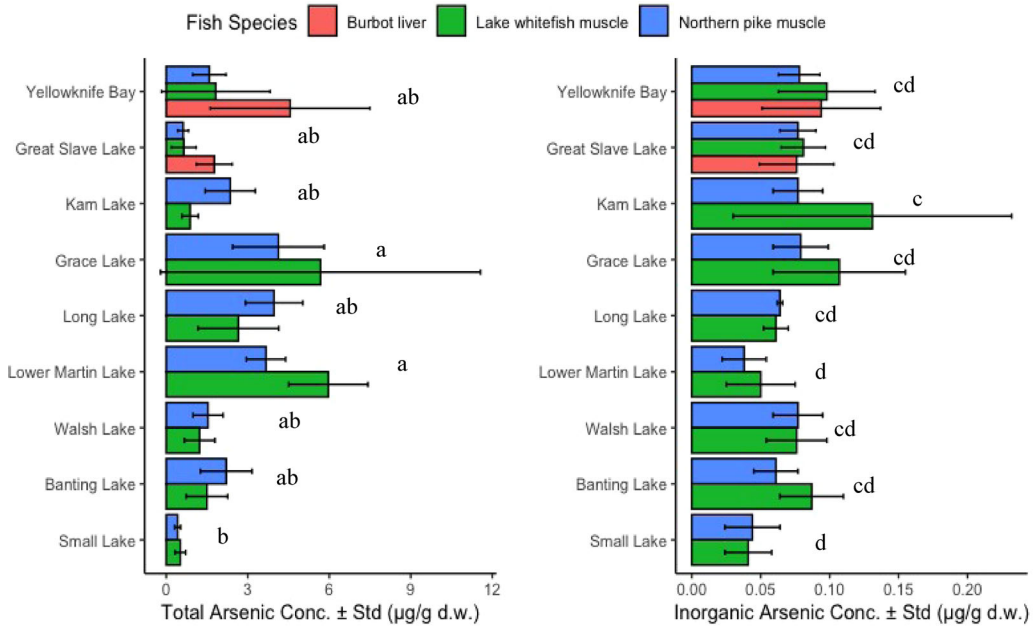 Fish Species Burbot liver Lake whitefish muscle Northern pike muscle
Yellowknife Bay
Great Slave Lake
Kam Lake
Grace Lake
Long Lake
Lower Martin Lake
Walsh Lake
Banting Lake
Small Lake
ab
ab
ab
a
ab
a
ab
ab
b
0 3 6 9 12
Total Arsenic Conc. ± Std (µg/g d.w.)
Yellowknife Bay
Great Slave Lake
Kam Lake
Grace Lake
Long Lake
Lower Martin Lake
Walsh Lake
Banting Lake
Small Lake
cd
cd
c
cd
cd
d
cd
cd
d
0.00 0.05 0.10 0.15 0.20
Inorganic Arsenic Conc. ± Std (µg/g d.w.)